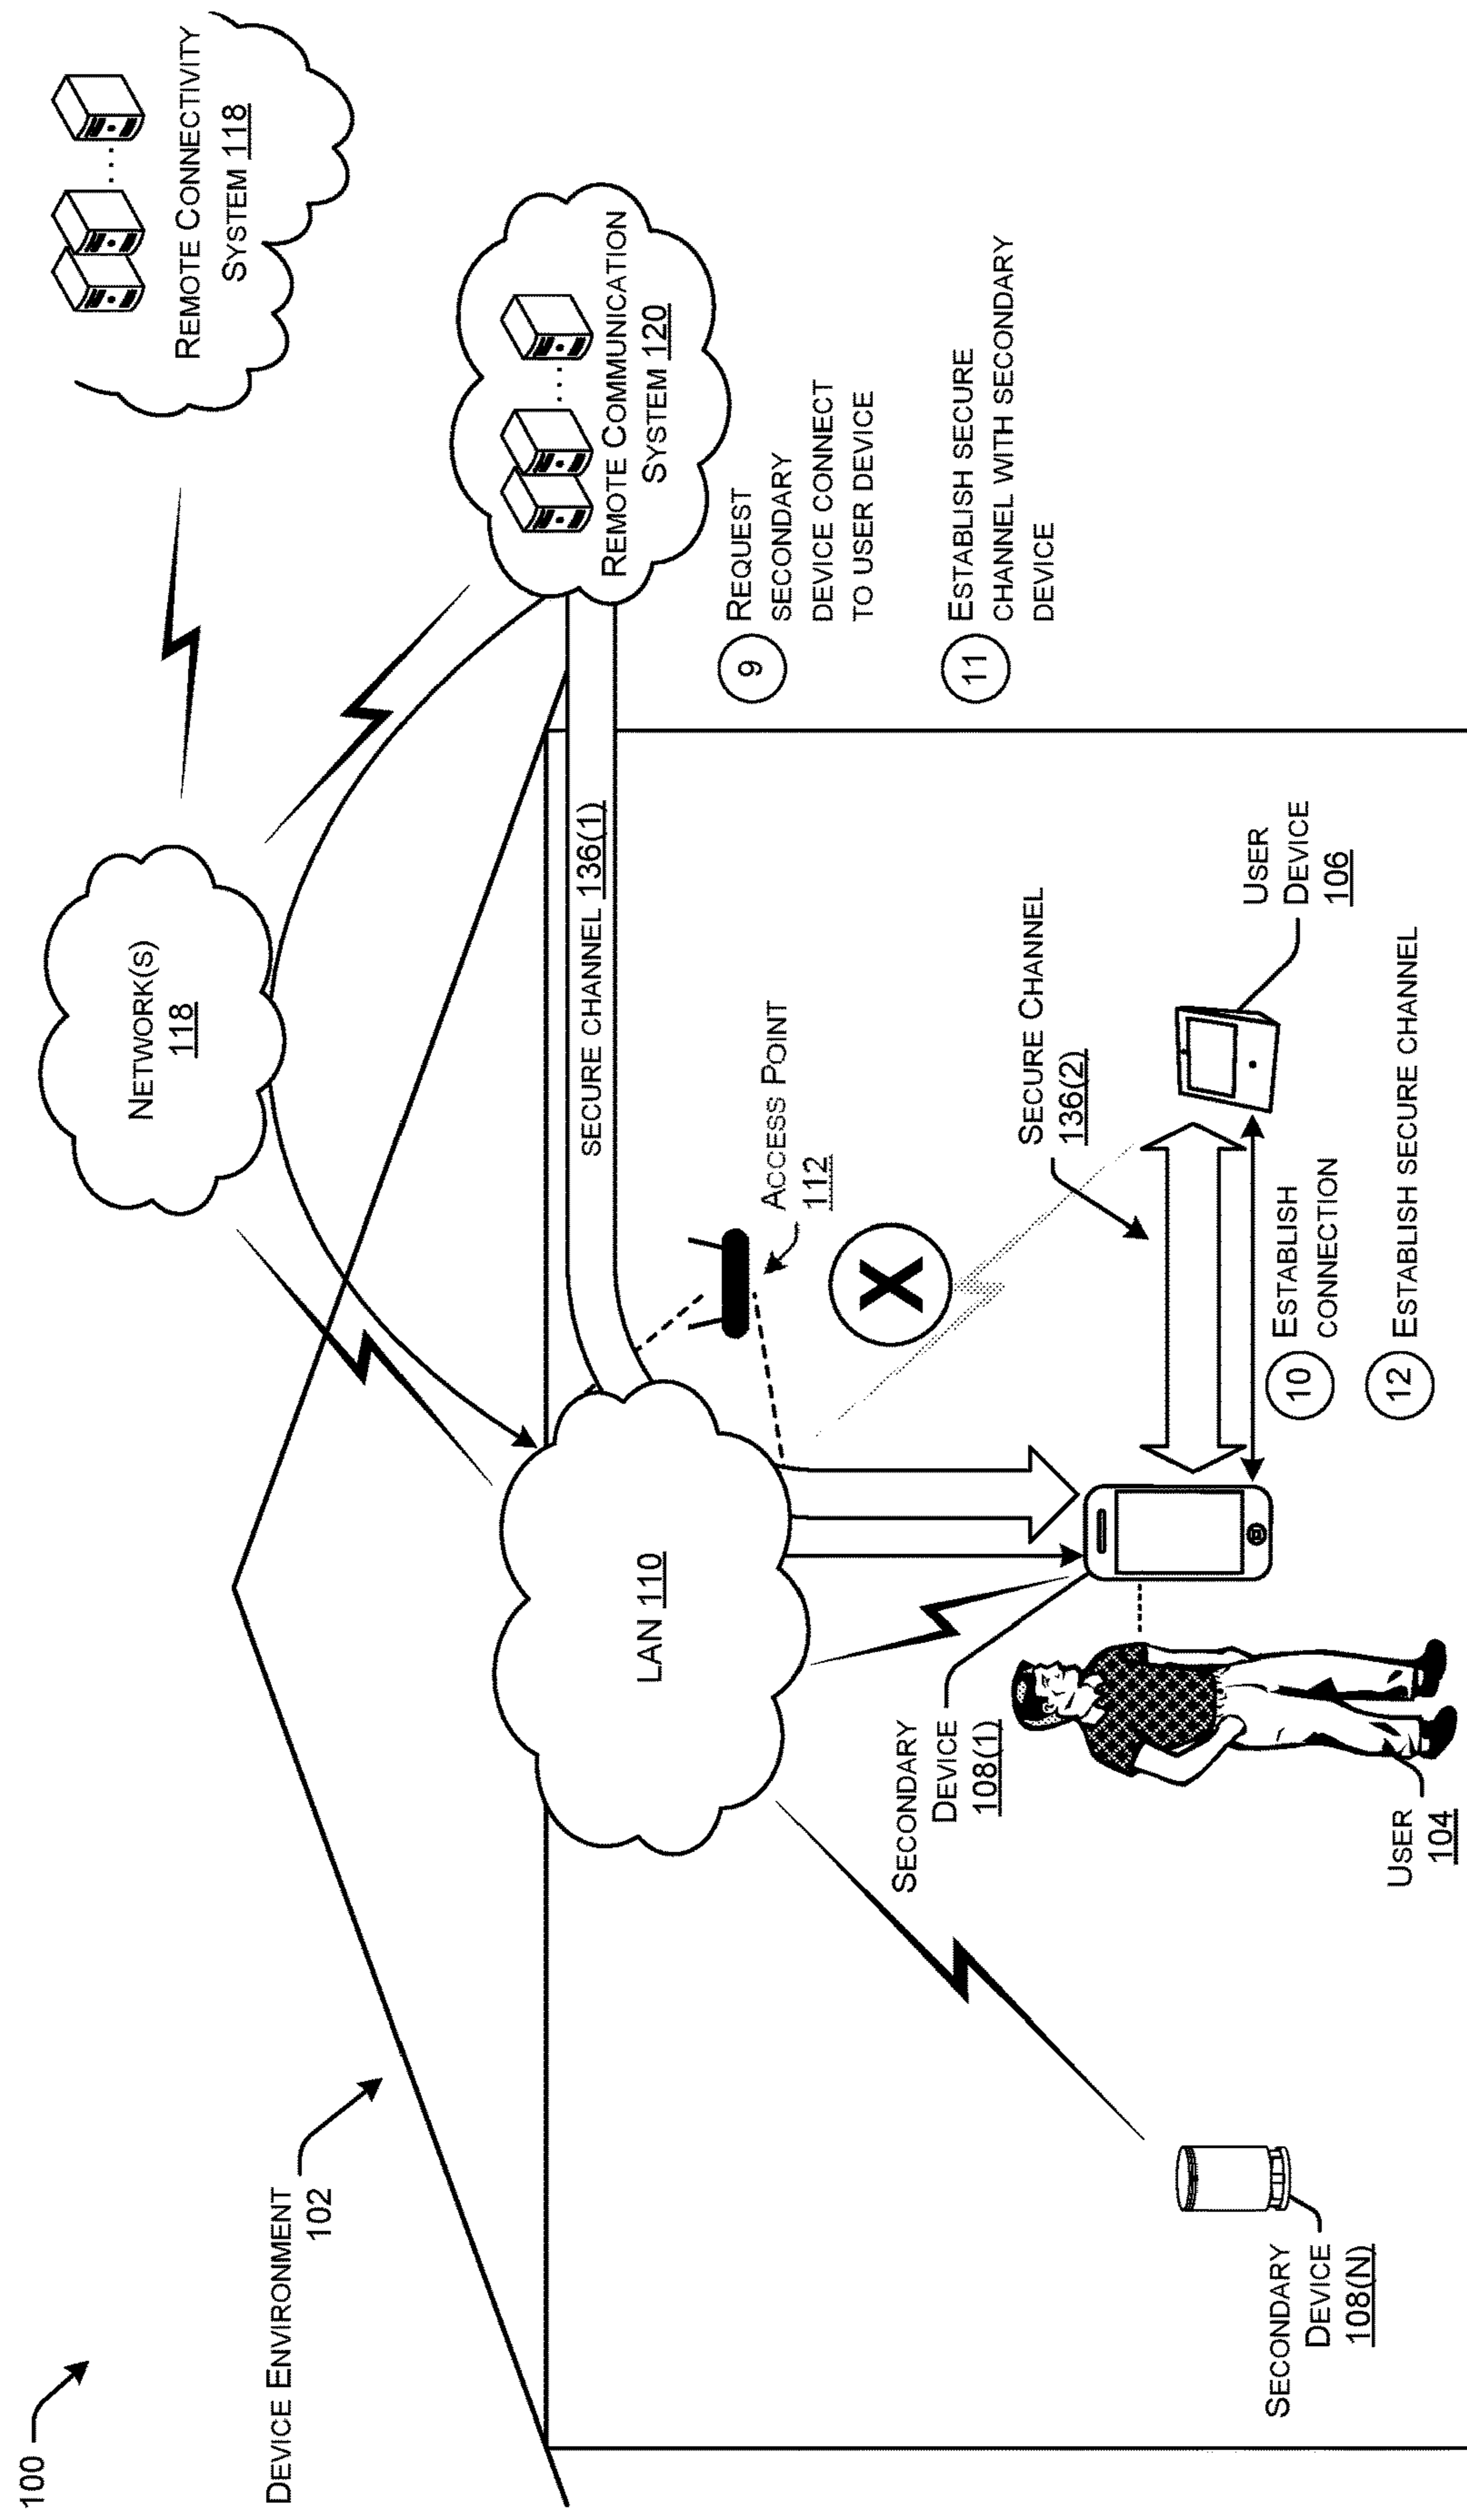 100
DEVICE ENVIRONMENT
102
NETWORK(S)
118
REMOTE CONNECTIVITY
SYSTEM 118
REMOTE COMMUNICATION
SYSTEM 120
SECURE CHANNEL 136(1)
LAN 110
ACCESS POINT
112
X
9
REQUEST
SECONDARY
DEVICE CONNECT
TO USER DEVICE
11
ESTABLISH SECURE
CHANNEL WITH SECONDARY
DEVICE
SECONDARY
DEVICE
108(1)
SECURE CHANNEL
136(2)
USER
DEVICE
106
10
ESTABLISH
CONNECTION
12
ESTABLISH SECURE CHANNEL
SECONDARY
DEVICE
108(N)
USER
104